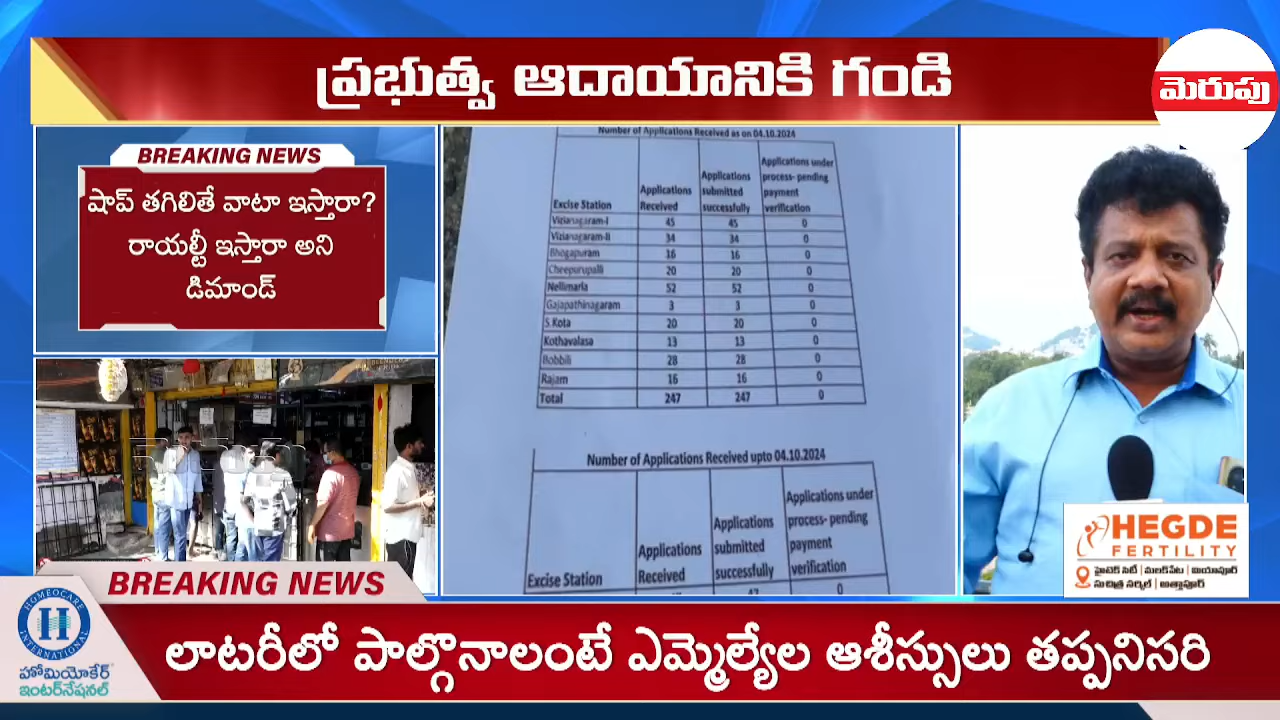 ప్రభుత్వ ఆదాయానికి గండి
మెరుపు
BREAKING NEWS
షాప్ తగిలితే వాటా ఇస్తారా?
రాయల్టీ ఇస్తారా అని
డిమాండ్
Number of Applications Received as on 04.10.2024
Excise Station Applications Received Applications submitted successfully Applications under process- pending payment verification
Vizianagaram-I 45 45 0
Vizianagaram-II 34 34 0
Bhogapuram 16 16 0
Cheepurupalli 20 20 0
Nellimarla 52 52 0
Gajapathinagaram 3 3 0
S.Kota 20 20 0
Kothavalasa 13 13 0
Bobbili 28 28 0
Rajam 16 16 0
Total 247 247 0
Number of Applications Received upto 04.10.2024
Excise Station Applications Received Applications submitted successfully Applications under process- pending payment verification
HEGDE
FERTILITY
హైటెక్ సిటీ | మలక్‌పేట | మియాపూర్
సుచిత్ర సర్కిల్ | అత్తాపూర్
BREAKING NEWS
HOMEOCARE INTERNATIONAL
H
హోమియోకేర్
ఇంటర్‌నేషనల్
లాటరీలో పాల్గొనాలంటే ఎమ్మెల్యేల ఆశీస్సులు తప్పనిసరి